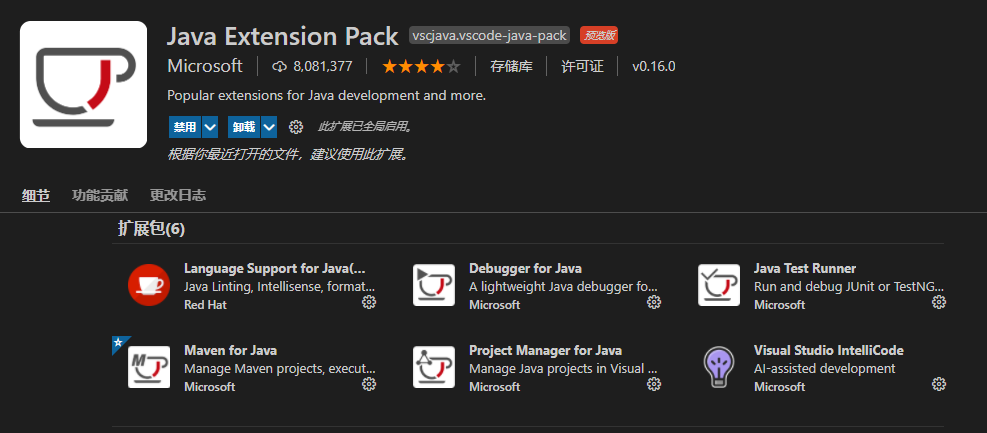 Java Extension Pack vscjava.vscode-java-pack 预览版
Microsoft 8,081,377 存储库 许可证 v0.16.0
Popular extensions for Java development and more.
禁用 卸载 此扩展已全局启用。
根据你最近打开的文件，建议使用此扩展。
细节 功能贡献 更改日志
扩展包(6)
Language Support for Java(...
Java Linting, Intellisense, format...
Red Hat
Debugger for Java
A lightweight Java debugger fo...
Microsoft
Java Test Runner
Run and debug JUnit or TestNG...
Microsoft
M
Maven for Java
Manage Maven projects, execut...
Microsoft
Project Manager for Java
Manage Java projects in Visual ...
Microsoft
Visual Studio IntelliCode
AI-assisted development
Microsoft